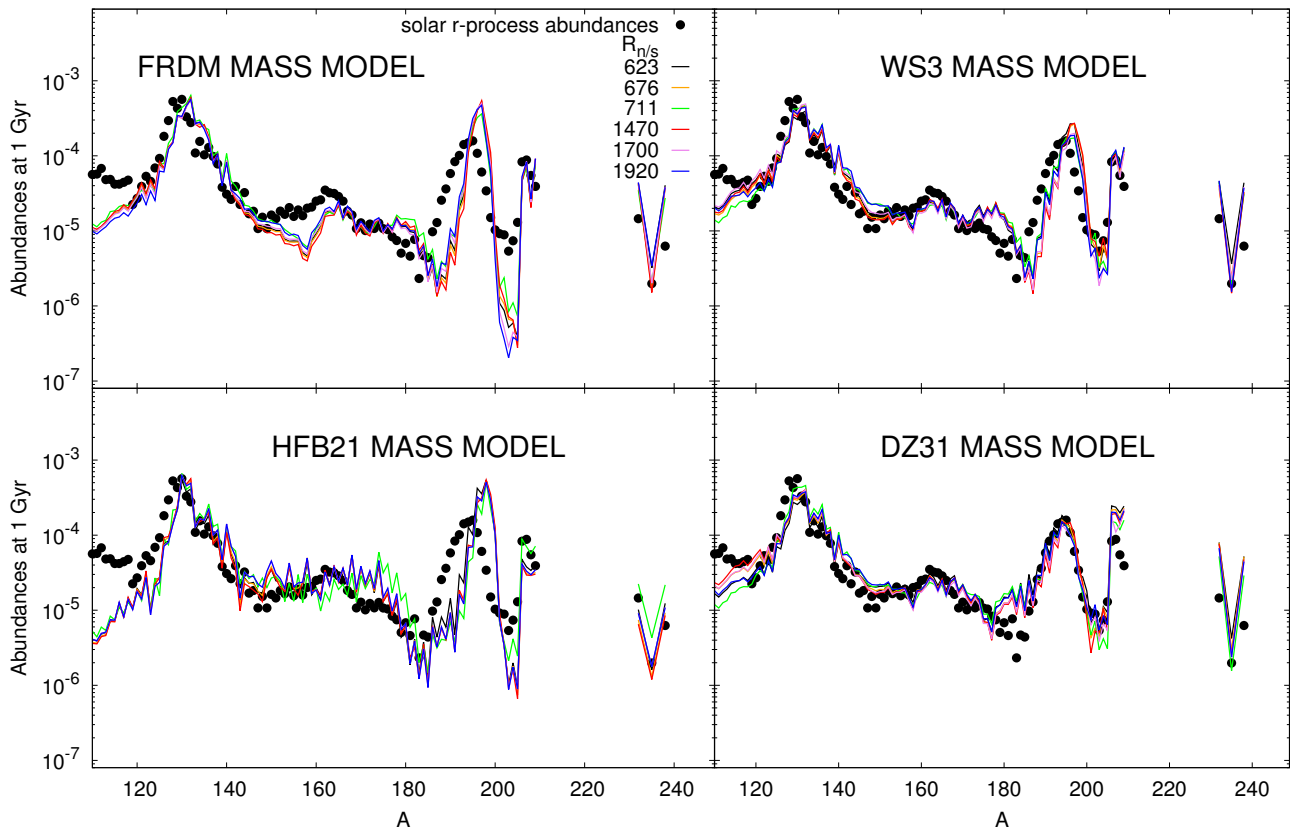 solar r-process abundances
R_{n/s}
623
676
711
1470
1700
1920
FRDM MASS MODEL
WS3 MASS MODEL
Abundances at 1 Gyr
10^{-3}
10^{-4}
10^{-5}
10^{-6}
10^{-7}
HFB21 MASS MODEL
DZ31 MASS MODEL
Abundances at 1 Gyr
10^{-3}
10^{-4}
10^{-5}
10^{-6}
10^{-7}
120 140 160 180 200 220 240
120 140 160 180 200 220 240
A
A